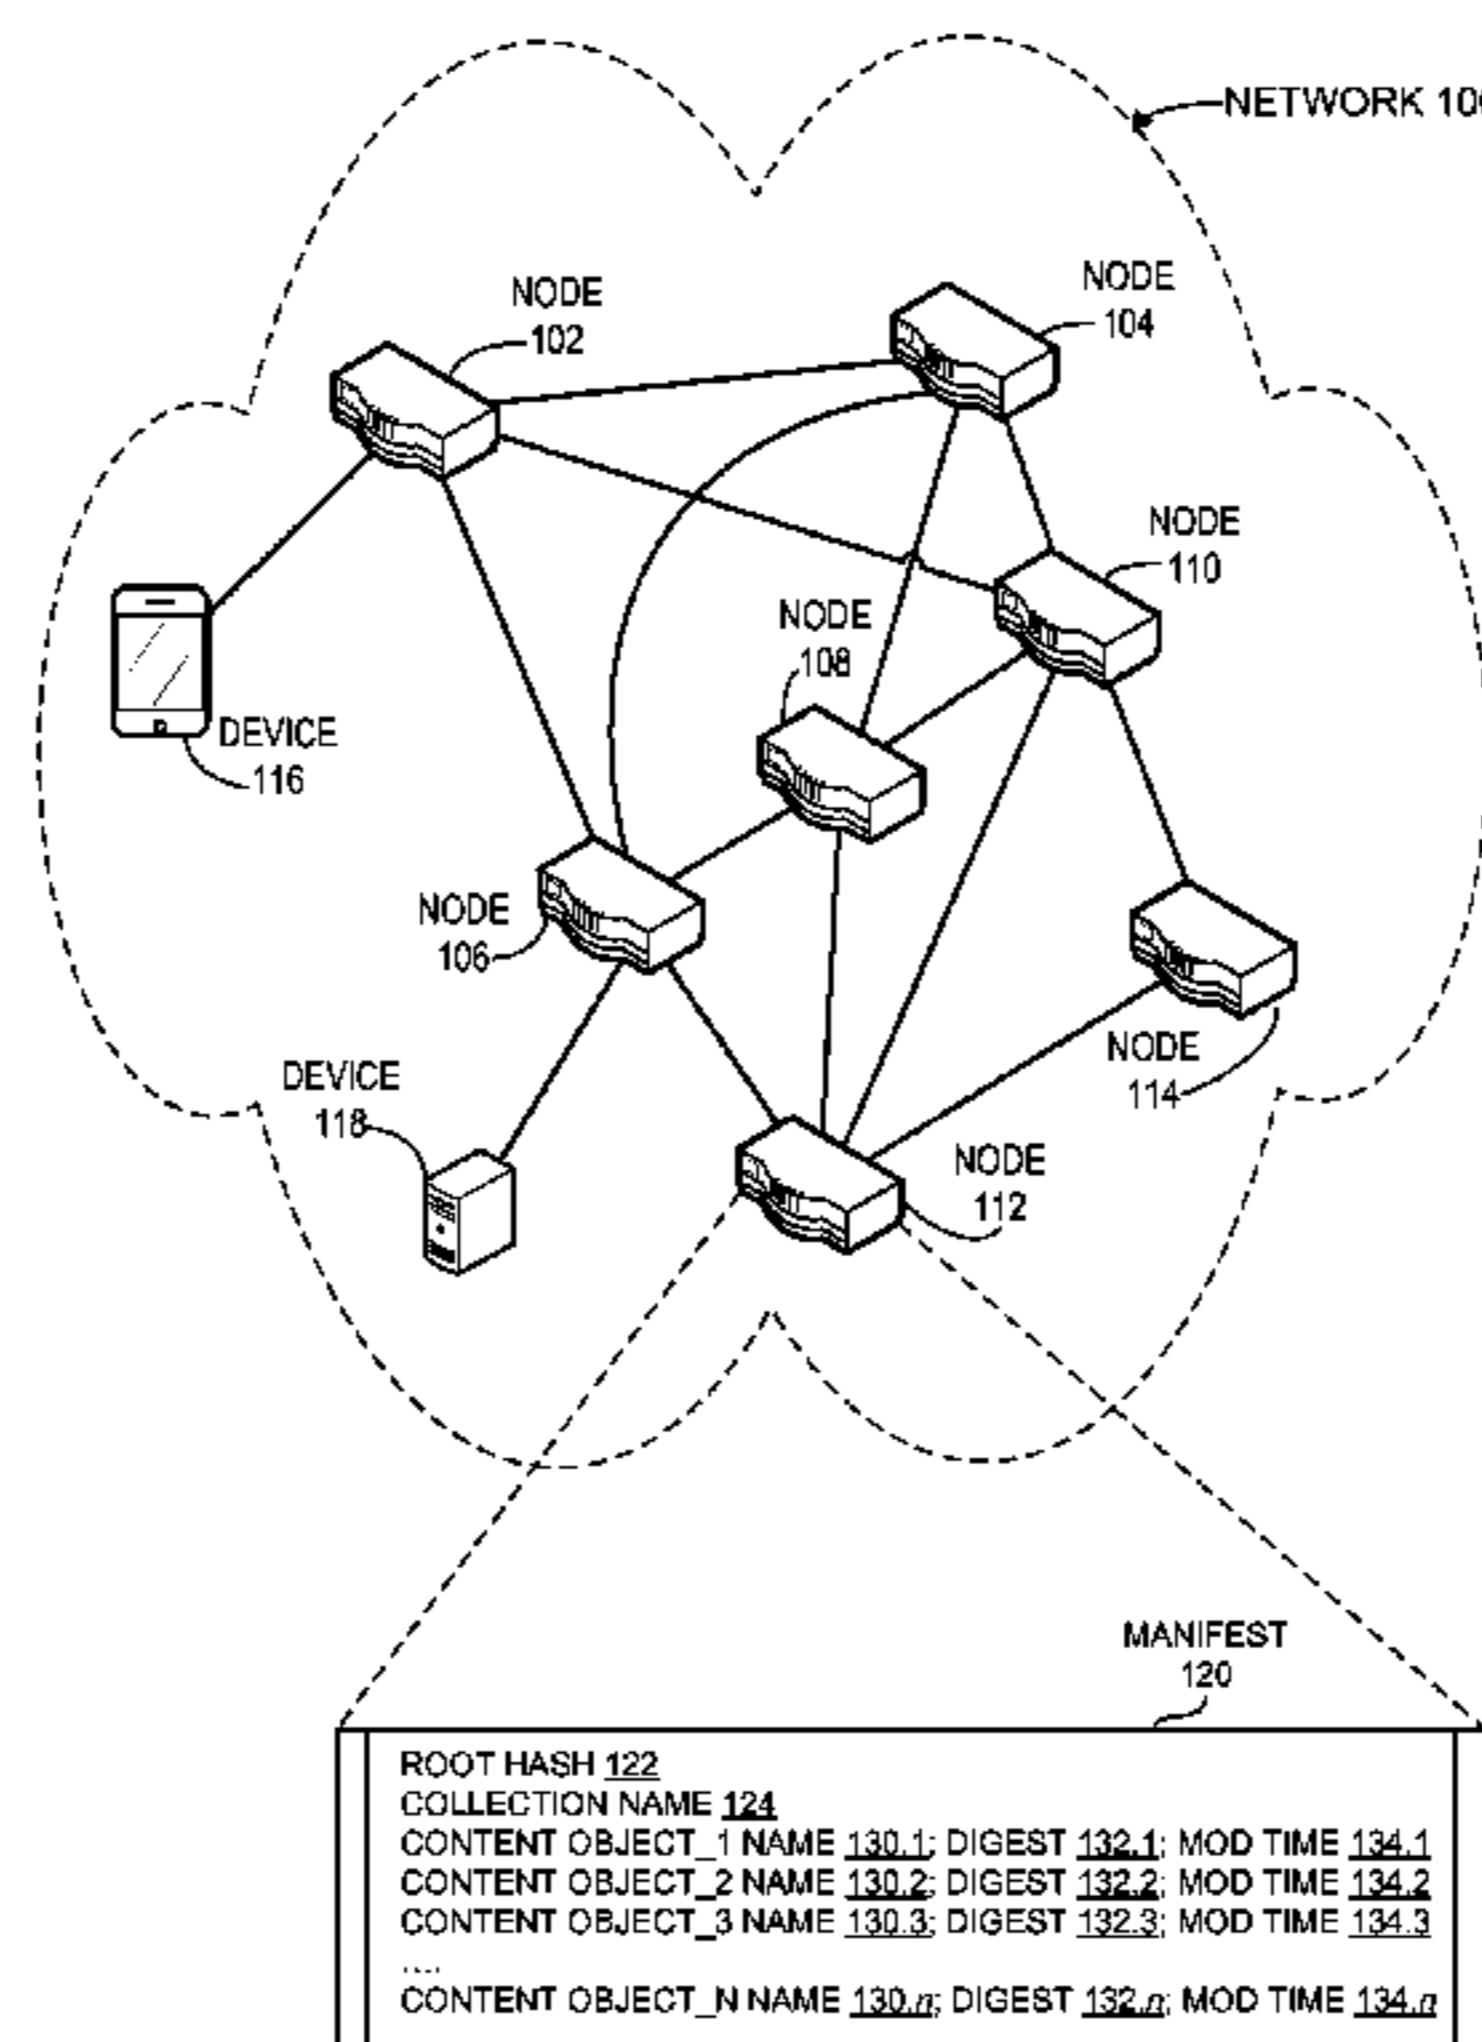 NETWORK 100
NODE
102
NODE
104
NODE
110
NODE
108
DEVICE
116
NODE
106
NODE
114
DEVICE
118
NODE
112
MANIFEST
120
ROOT HASH 122
COLLECTION NAME 124
CONTENT OBJECT_1 NAME 130.1; DIGEST 132.1; MOD TIME 134.1
CONTENT OBJECT_2 NAME 130.2; DIGEST 132.2; MOD TIME 134.2
CONTENT OBJECT_3 NAME 130.3; DIGEST 132.3; MOD TIME 134.3
....
CONTENT OBJECT_N NAME 130.n; DIGEST 132.n; MOD TIME 134.n